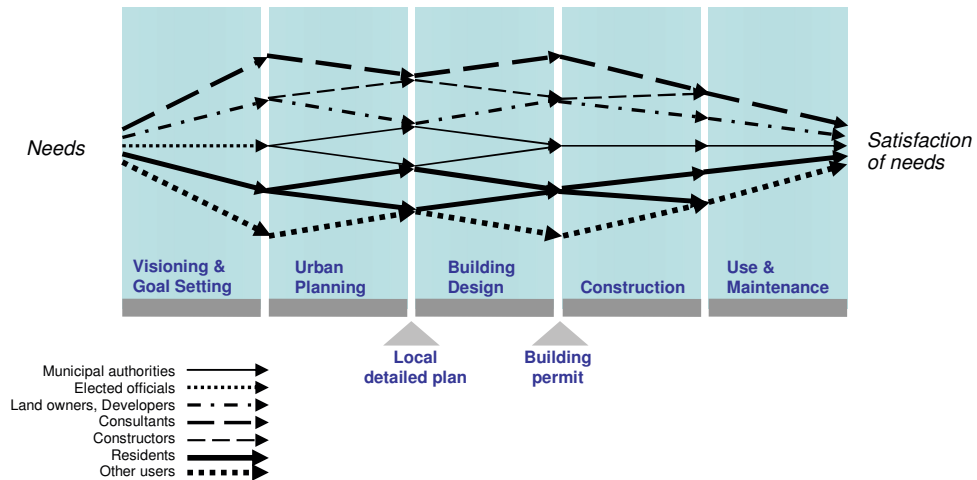 Needs
Satisfaction
of needs
Visioning &
Goal Setting
Urban
Planning
Building
Design
Construction
Use &
Maintenance
Local
detailed plan
Building
permit
Municipal authorities
Elected officials
Land owners, Developers
Consultants
Constructors
Residents
Other users